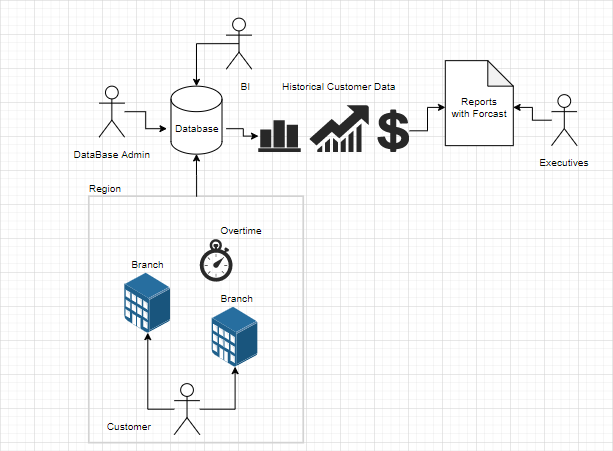 BI
Historical Customer Data
Database
Reports
with Forcast
DataBase Admin
Executives
Region
Overtime
Branch
Branch
Customer